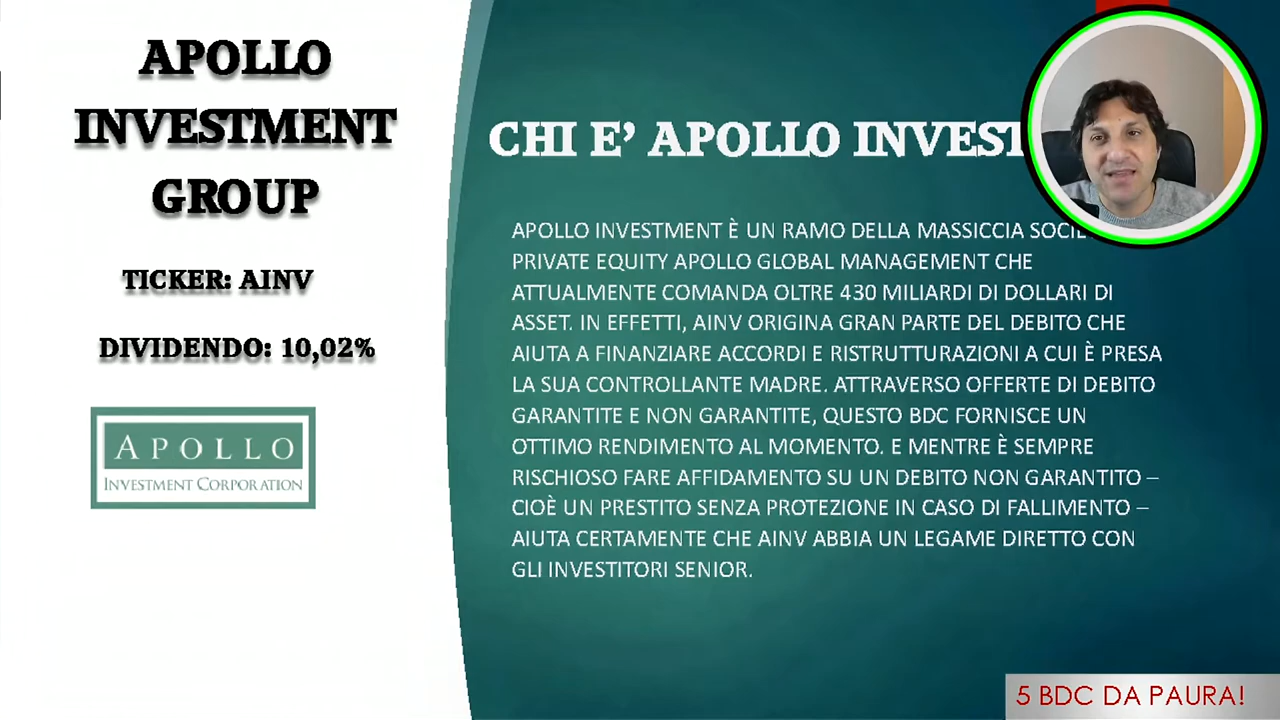 APOLLO
INVESTMENT
GROUP
TICKER: AINV
DIVIDENDO: 10,02%
APOLLO
INVESTMENT CORPORATION
CHI E’ APOLLO
APOLLO INVESTMENT È UN RAMO DELLA MASSICCIA
PRIVATE EQUITY APOLLO GLOBAL MANAGEMENT CHE
ATTUALMENTE COMANDA OLTRE 430 MILIARDI DI DOLLARI DI
ASSET. IN EFFETTI, AINV ORIGINA GRAN PARTE DEL DEBITO CHE
AIUTA A FINANZIARE ACCORDI E RISTRUTTURAZIONI A CUI È PRESA
LA SUA CONTROLLANTE MADRE. ATTRAVERSO OFFERTE DI DEBITO
GARANTITE E NON GARANTITE, QUESTO BDC FORNISCE UN
OTTIMO RENDIMENTO AL MOMENTO. E MENTRE È SEMPRE
RISCHIOSO FARE AFFIDAMENTO SU UN DEBITO NON GARANTITO –
CIOÈ UN PRESTITO SENZA PROTEZIONE IN CASO DI FALLIMENTO –
AIUTA CERTAMENTE CHE AINV ABBIA UN LEGAME DIRETTO CON
GLI INVESTITORI SENIOR.
5 BDC DA PAURA!